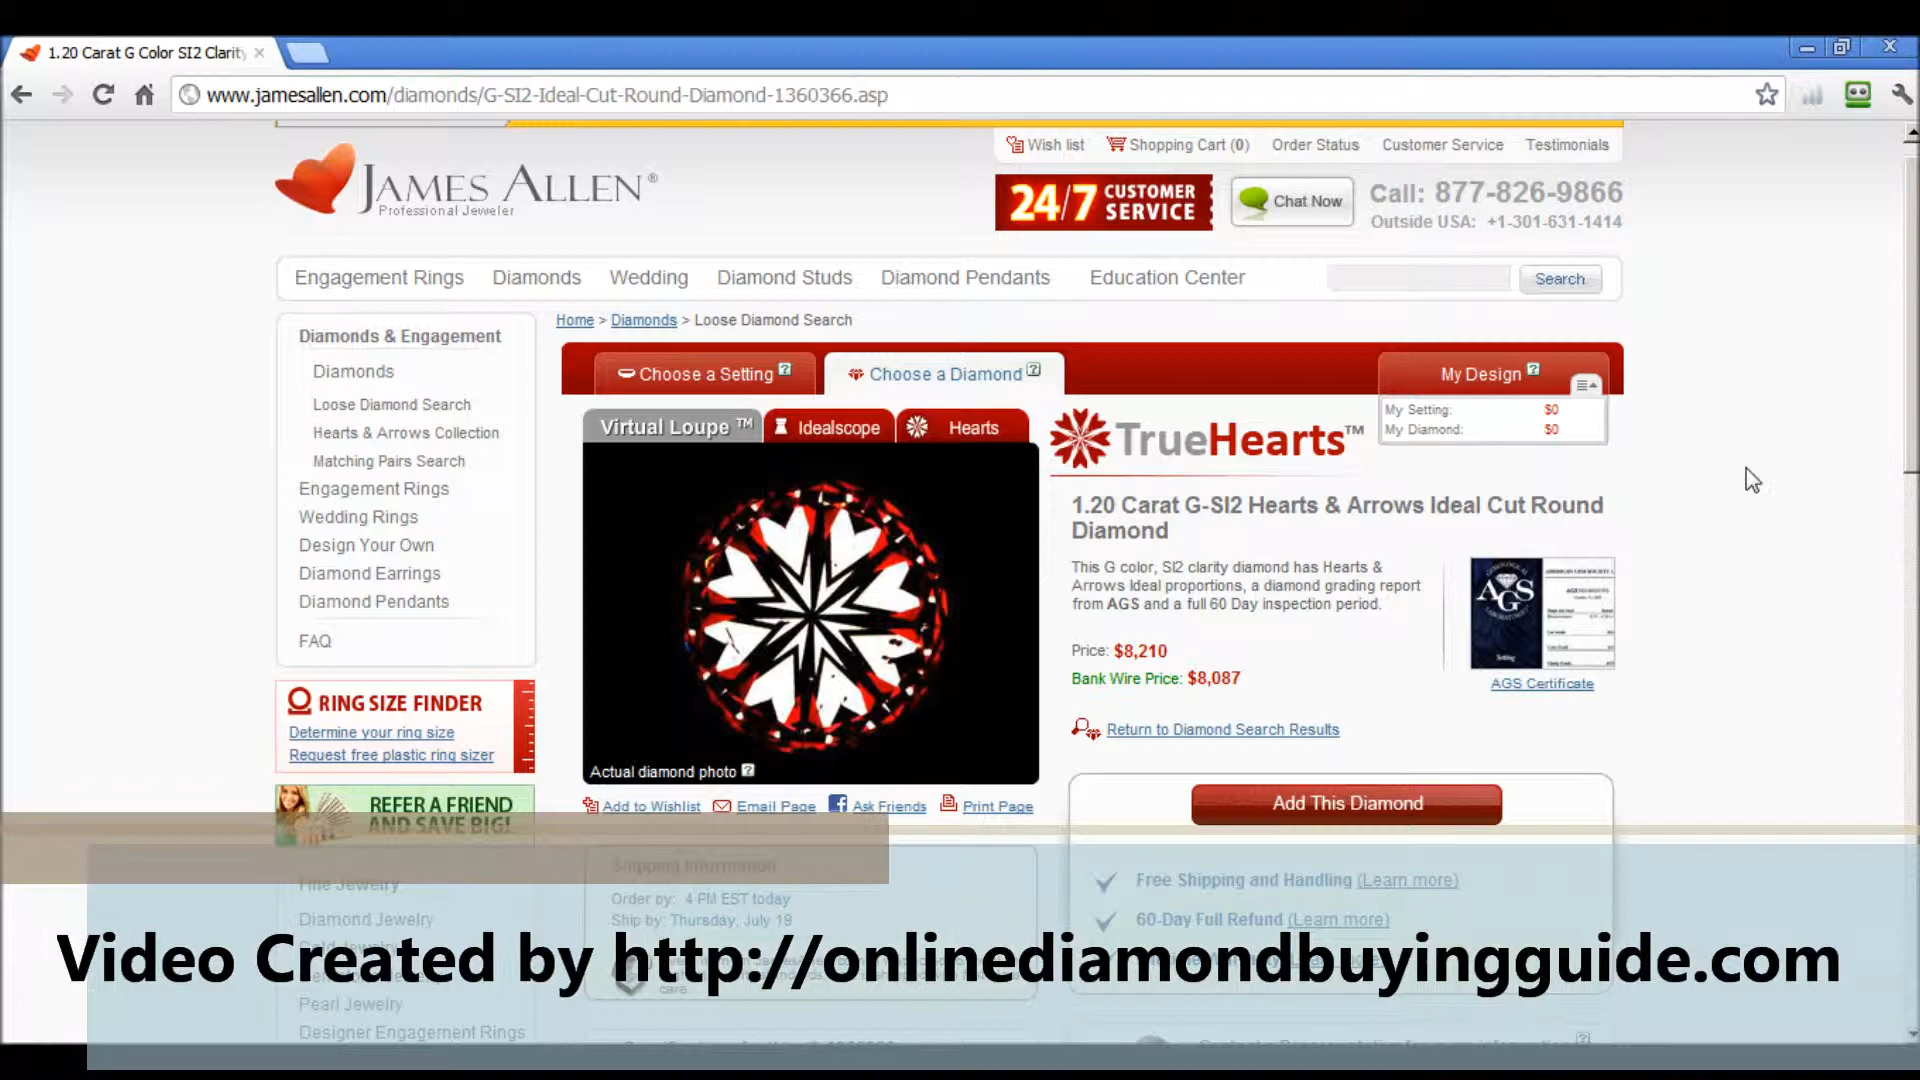 1.20 Carat G Color SI2 Clarity
www.jamesallen.com/diamonds/G-SI2-Ideal-Cut-Round-Diamond-1360366.asp
Wish list Shopping Cart (0) Order Status Customer Service Testimonials
JAMES ALLEN®
Professional Jeweler
24/7 CUSTOMER SERVICE
Chat Now
Call: 877-826-9866
Outside USA: +1-301-631-1414
Engagement Rings Diamonds Wedding Diamond Studs Diamond Pendants Education Center Search
Diamonds & Engagement
Diamonds
Loose Diamond Search
Hearts & Arrows Collection
Matching Pairs Search
Engagement Rings
Wedding Rings
Design Your Own
Diamond Earrings
Diamond Pendants
FAQ
RING SIZE FINDER
Determine your ring size
Request free plastic ring sizer
REFER A FRIEND
AND SAVE BIG!
Fine Jewelry
Diamond Jewelry
Pearl Jewelry
Designer Engagement Rings
Home > Diamonds > Loose Diamond Search
Choose a Setting ? Choose a Diamond ? My Design ?
My Setting: $0
My Diamond: $0
Virtual Loupe ™ Idealscope Hearts
Actual diamond photo ?
Add to Wishlist Email Page Ask Friends Print Page
Shipping Information
Order by: 4 PM EST today
Ship by: Thursday, July 19
care.
TrueHearts™
1.20 Carat G-SI2 Hearts & Arrows Ideal Cut Round
Diamond
This G color, SI2 clarity diamond has Hearts &
Arrows Ideal proportions, a diamond grading report
from AGS and a full 60 Day inspection period.
AGS
AGS Certificate
Price: $8,210
Bank Wire Price: $8,087
Return to Diamond Search Results
Add This Diamond
Free Shipping and Handling (Learn more)
60-Day Full Refund (Learn more)
Video Created by http://onlinediamondbuyingguide.com